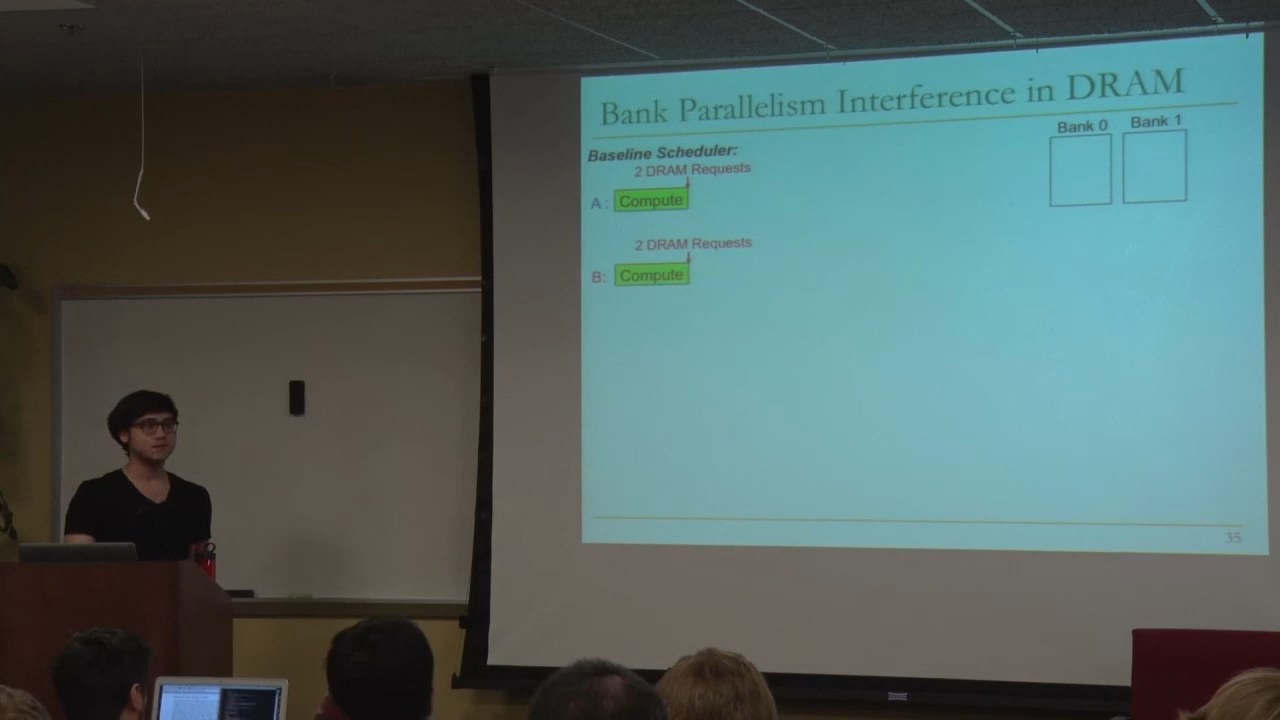 Bank Parallelism Interference in DRAM
Bank 0 Bank 1
Baseline Scheduler:
2 DRAM Requests
A : Compute
2 DRAM Requests
B: Compute
35